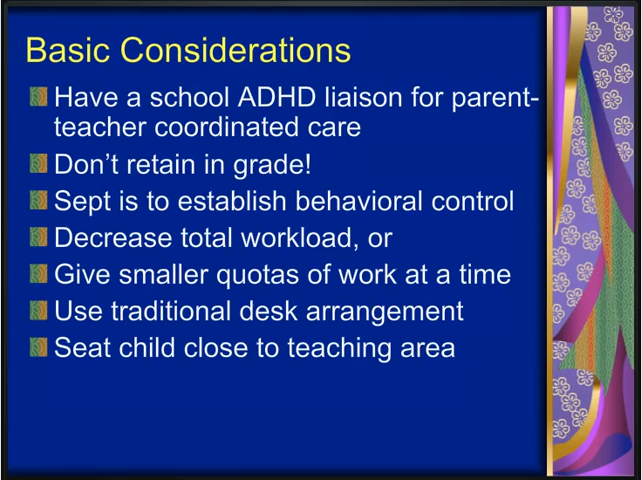 Basic Considerations
Have a school ADHD liaison for parent-
teacher coordinated care
Don't retain in grade!
Sept is to establish behavioral control
Decrease total workload, or
Give smaller quotas of work at a time
Use traditional desk arrangement
Seat child close to teaching area